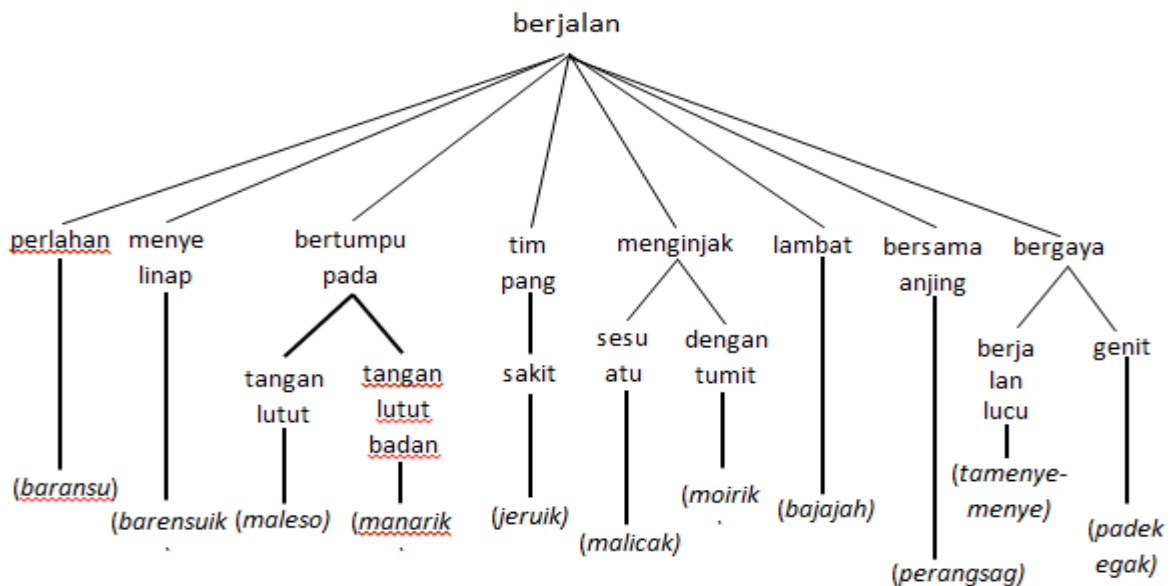 berjalan
perlahan
menye
linap
bertumpu
pada
tim
pang
menginjak
lambat
bersama
anjing
bergaya
tangan
lutut
tangan
lutut
badan
sakit
sesu
atu
dengan
tumit
berja
lan
lucu
genit
(baransu)
(barensuik
(maleso)
(manarik
(jeruik)
(malicak)
(moirik
(bajajah)
(perangsag)
(tamenye-
menye)
(padek
egak)